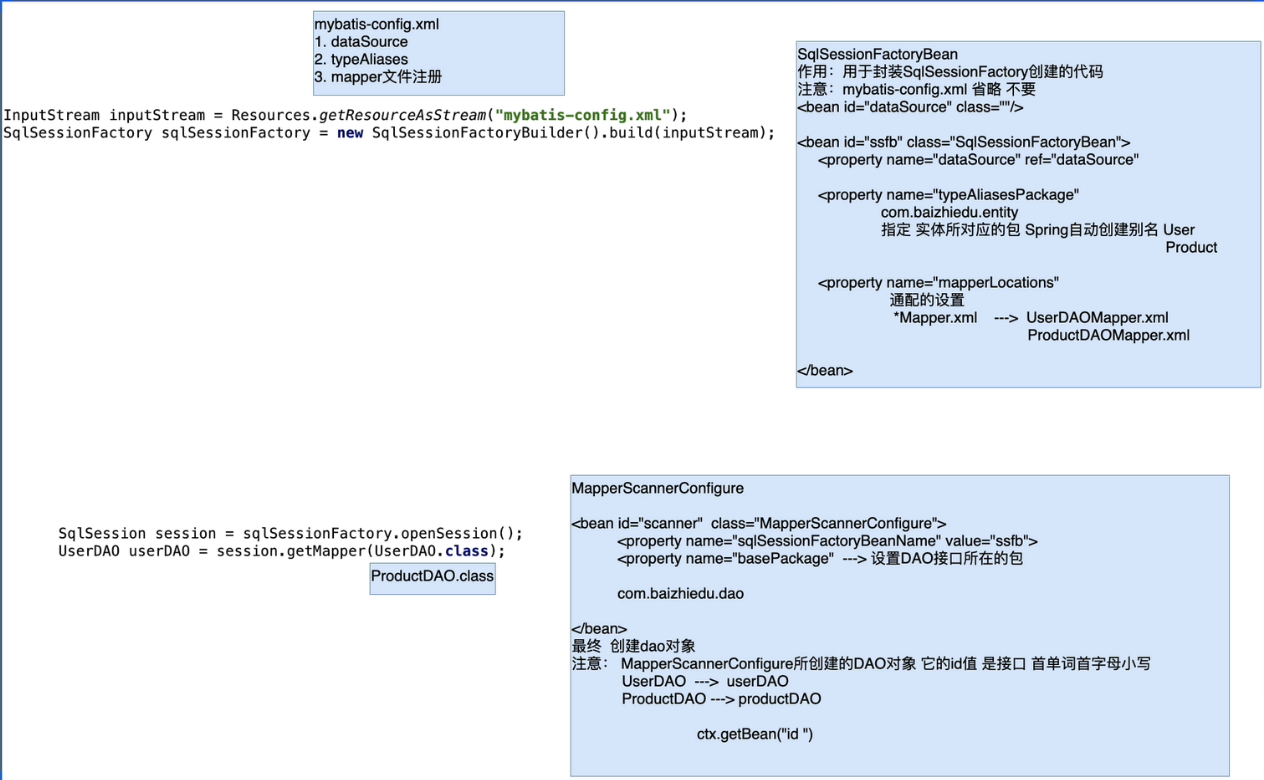 mybatis-config.xml
1. dataSource
2. typeAliases
3. mapper文件注册
InputStream inputStream = Resources.getResourceAsStream("mybatis-config.xml");
SqlSessionFactory sqlSessionFactory = new SqlSessionFactoryBuilder().build(inputStream);
SqlSessionFactoryBean
作用：用于封装SqlSessionFactory创建的代码
注意：mybatis-config.xml 省略 不要
<bean id="dataSource" class=""/>
<bean id="ssfb" class="SqlSessionFactoryBean">
<property name="dataSource" ref="dataSource"
<property name="typeAliasesPackage"
com.baizhiedu.entity
指定 实体所对应的包 Spring自动创建别名 User
Product
<property name="mapperLocations"
通配的设置
*Mapper.xml ---> UserDAOMapper.xml
ProductDAOMapper.xml
</bean>
SqlSession session = sqlSessionFactory.openSession();
UserDAO userDAO = session.getMapper(UserDAO.class);
ProductDAO.class
MapperScannerConfigure
<bean id="scanner" class="MapperScannerConfigure">
<property name="sqlSessionFactoryBeanName" value="ssfb">
<property name="basePackage" ---> 设置DAO接口所在的包
com.baizhiedu.dao
</bean>
最终 创建dao对象
注意： MapperScannerConfigure所创建的DAO对象 它的id值 是接口 首单词首字母小写
UserDAO ---> userDAO
ProductDAO ---> productDAO
ctx.getBean("id ")